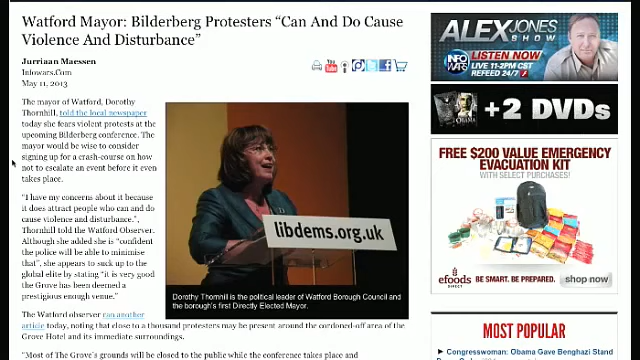 Watford Mayor: Bilderberg Protesters “Can And Do Cause
Violence And Disturbance”
Jurriaan Maessen
Infowars.com
May 11, 2013
The mayor of Watford, Dorothy
Thornhill, told the local newspaper
today she fears violent protests at the
upcoming Bilderberg conference. The
mayor would be wise to consider
signing up for a crash-course on how
not to escalate an event before it even
takes place.
“I have my concerns about it because
it does attract people who can and do
cause violence and disturbance.”,
Thornhill told the Watford Observer.
Although she added she is “confident
the police will be able to minimise
that”, she appears to suck up to the
global elite by stating “it is very good
the Grove has been deemed a
prestigious enough venue.”
The Watford observer ran another
article today, noting that close to a thousand protesters may be present around the cordoned-off area of the
Grove Hotel and its immediate surroundings.
“Most of The Grove's grounds will be closed to the public while the conference takes place and
libdems.org.uk
Dorothy Thornhill is the political leader of Watford Borough Council and
the borough's first Directly Elected Mayor.
You
Tube
ALEX JONES
SHOW
INFO
WARS
LISTEN NOW
LIVE 11-2PM CST
REFEED 24/7
+2 DVDs
FREE $200 VALUE EMERGENCY
EVACUATION KIT
WITH SELECT PURCHASES!
efoods
DIRECT
BE SMART. BE PREPARED.
shop now
MOST POPULAR
Congresswoman: Obama Gave Benghazi Stand